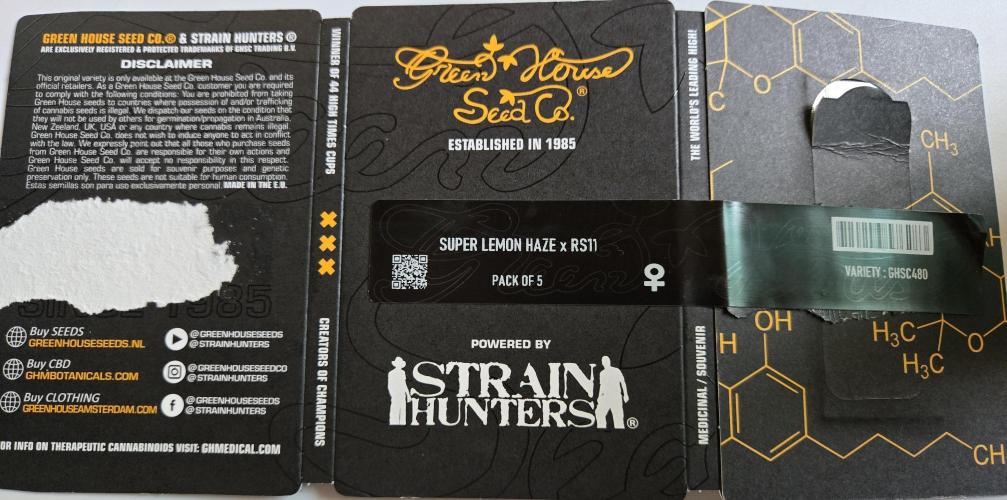 GREEN HOUSE SEED CO.® & STRAIN HUNTERS®
ARE EXCLUSIVELY REGISTERED & PROTECTED TRADEMARKS OF GHSC TRADING B.V.
DISCLAIMER
This original variety is only available at the Green House Seed Co. and its
official retailers. As a Green House Seed Co. customer you are required
to comply with the following conditions: You are prohibited from taking
Green House seeds to countries where possession of and/or trafficking
of cannabis seeds is illegal. We dispatch our seeds on the condition that
they will not be used by others for germination/propagation in Australia,
New Zeeland, UK, USA or any country where cannabis remains illegal.
Green House Seed Co. does not wish to induce anyone to act in conflict
with the law. We expressly point out that all those who purchase seeds
from Green House Seed Co. are responsible for their own actions and
Green House Seed Co. will accept no responsibility in this respect.
Green House seeds are sold for souvenir purposes and genetic
preservation only. These seeds are not suitable for human consumption.
Estas semillas son para uso exclusivamente personal. MADE IN THE E.U.
SINCE 1985
Buy SEEDS
GREENHOUSESEEDS.NL
@GREENHOUSESEEDS
@STRAINHUNTERS
Buy CBD
GHMBOTANICALS.COM
@GREENHOUSESEEDCO
@STRAINHUNTERS
Buy CLOTHING
GREENHOUSEAMSTERDAM.COM
@GREENHOUSESEEDS
@STRAINHUNTERS
OR INFO ON THERAPEUTIC CANNABINOIDS VISIT: GHMEDICAL.COM
WINNER OF 44 HIGH TIMES CUPS
CREATORS OF CHAMPIONS
Green House
Seed Co.®
ESTABLISHED IN 1985
SUPER LEMON HAZE x RS11
PACK OF 5
POWERED BY
STRAIN
HUNTERS®
THE WORLD'S LEADING HIGH!
MEDICINAL / SOUVENIR
O
C
CH3
H
VARIETY : GHSC480
OH
H
H3C
H3C
O
CH